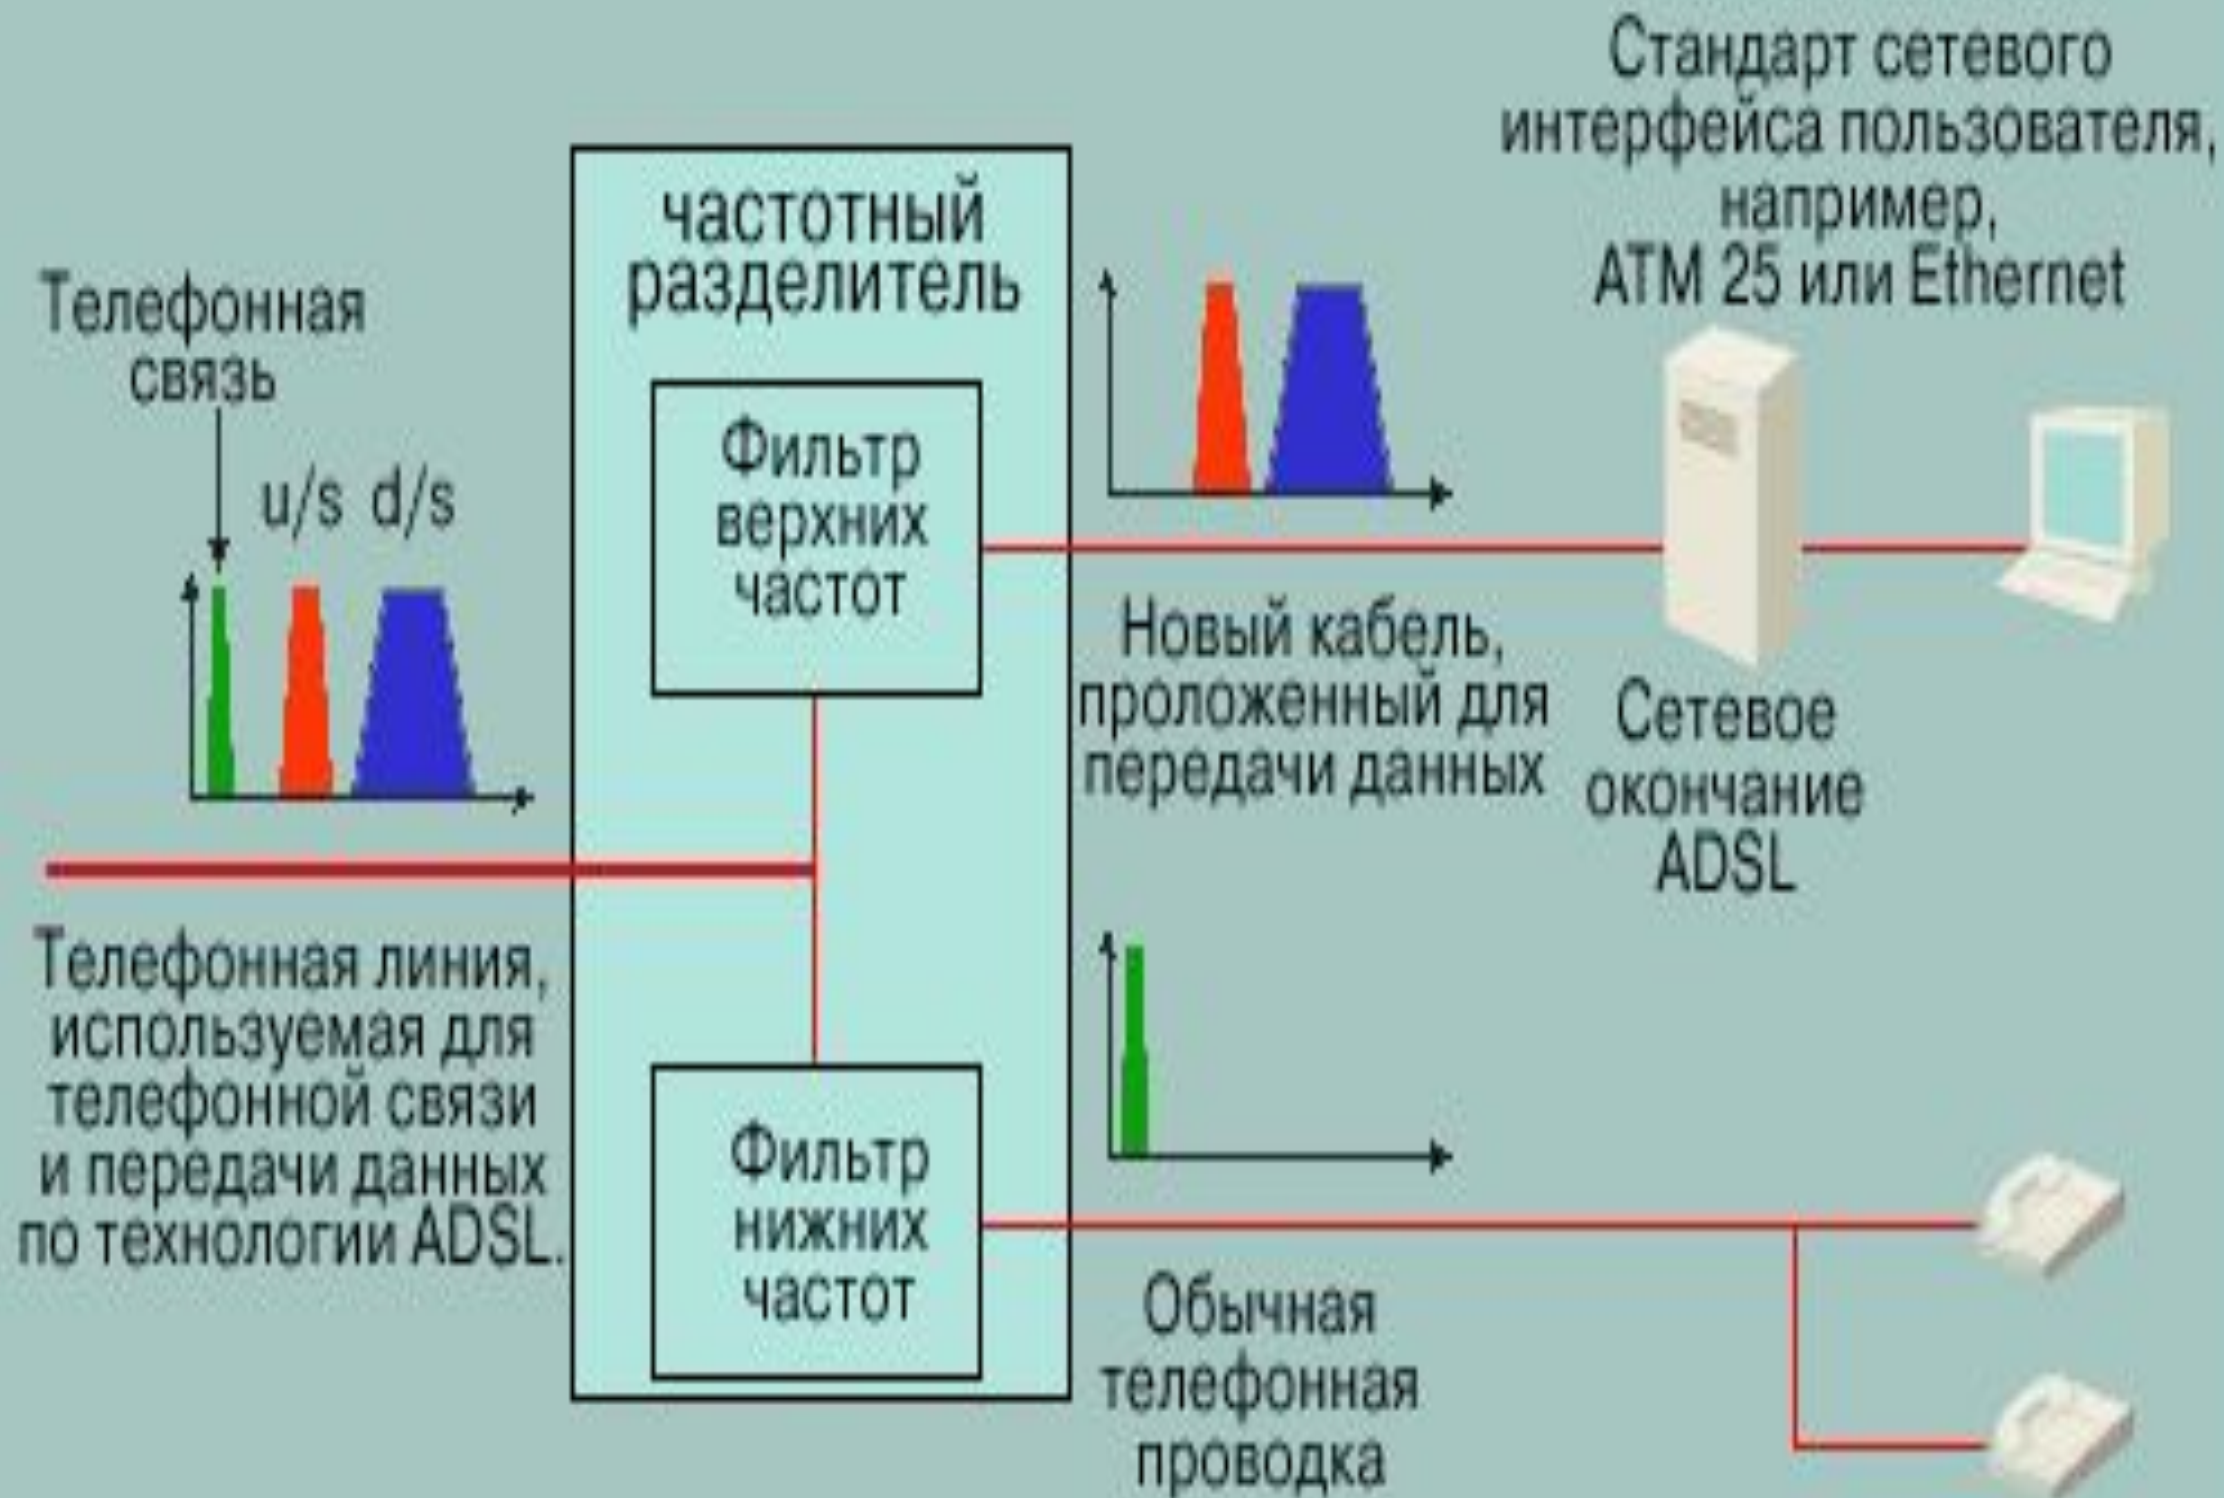 Стандарт сетевого
интерфейса пользователя,
например,
ATM 25 или Ethernet
частотный
разделитель
Телефонная
связь
u/s d/s
Фильтр
верхних
частот
Новый кабель,
проложенный для
передачи данных
Сетевое
окончание
ADSL
Телефонная линия,
используемая для
телефонной связи
и передачи данных
по технологии ADSL.
Фильтр
нижних
частот
Обычная
телефонная
проводка